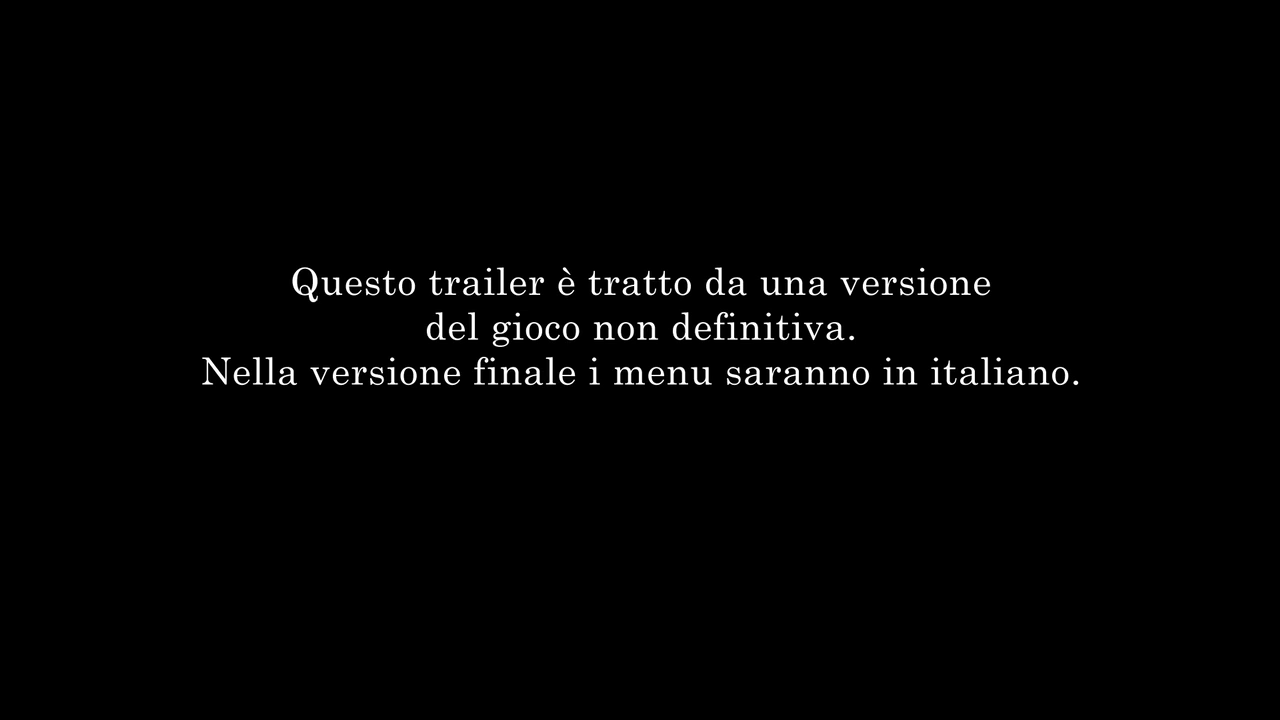 Questo trailer è tratto da una versione
del gioco non definitiva.
Nella versione finale i menu saranno in italiano.